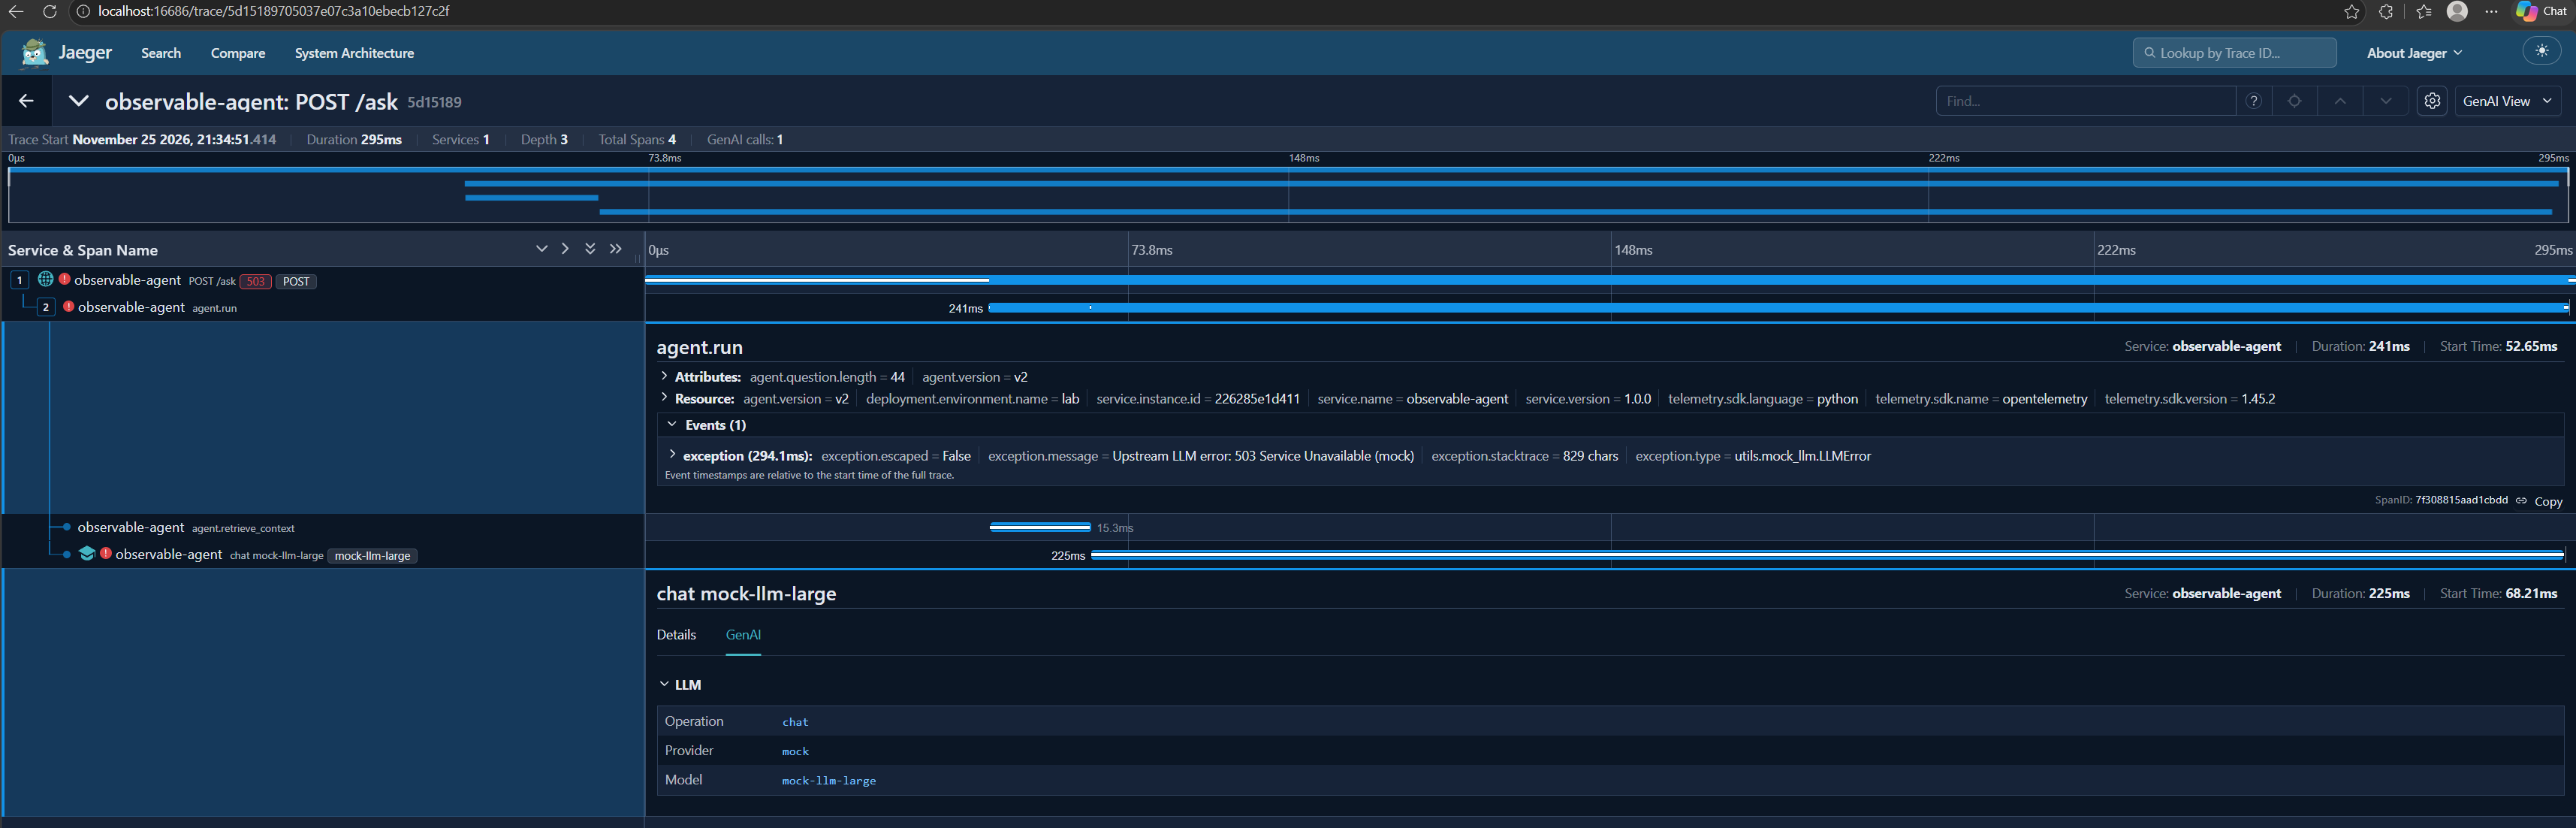 localhost:16686/trace/5d15189705037e07c3a10ebecb127c2f
Chat
Jaeger Search Compare System Architecture Lookup by Trace ID... About Jaeger
observable-agent: POST /ask 5d15189 Find... ? GenAI View
Trace Start November 25 2026, 21:34:51.414 Duration 295ms Services 1 Depth 3 Total Spans 4 GenAI calls: 1
0μs 73.8ms 148ms 222ms 295ms
Service & Span Name 0μs 73.8ms 148ms 222ms 295ms
1 observable-agent POST /ask 503 POST
2 observable-agent agent.run 241ms
agent.run Service: observable-agent Duration: 241ms Start Time: 52.65ms
Attributes: agent.question.length = 44 agent.version = v2
Resource: agent.version = v2 deployment.environment.name = lab service.instance.id = 226285e1d411 service.name = observable-agent service.version = 1.0.0 telemetry.sdk.language = python telemetry.sdk.name = opentelemetry telemetry.sdk.version = 1.45.2
Events (1)
exception (294.1ms): exception.escaped = False exception.message = Upstream LLM error: 503 Service Unavailable (mock) exception.stacktrace = 829 chars exception.type = utils.mock_llm.LLMError
Event timestamps are relative to the start time of the full trace.
SpanID: 7f308815aad1cbdd Copy
observable-agent agent.retrieve_context 15.3ms
observable-agent chat mock-llm-large mock-llm-large 225ms
chat mock-llm-large Service: observable-agent Duration: 225ms Start Time: 68.21ms
Details GenAI
LLM
Operation chat
Provider mock
Model mock-llm-large